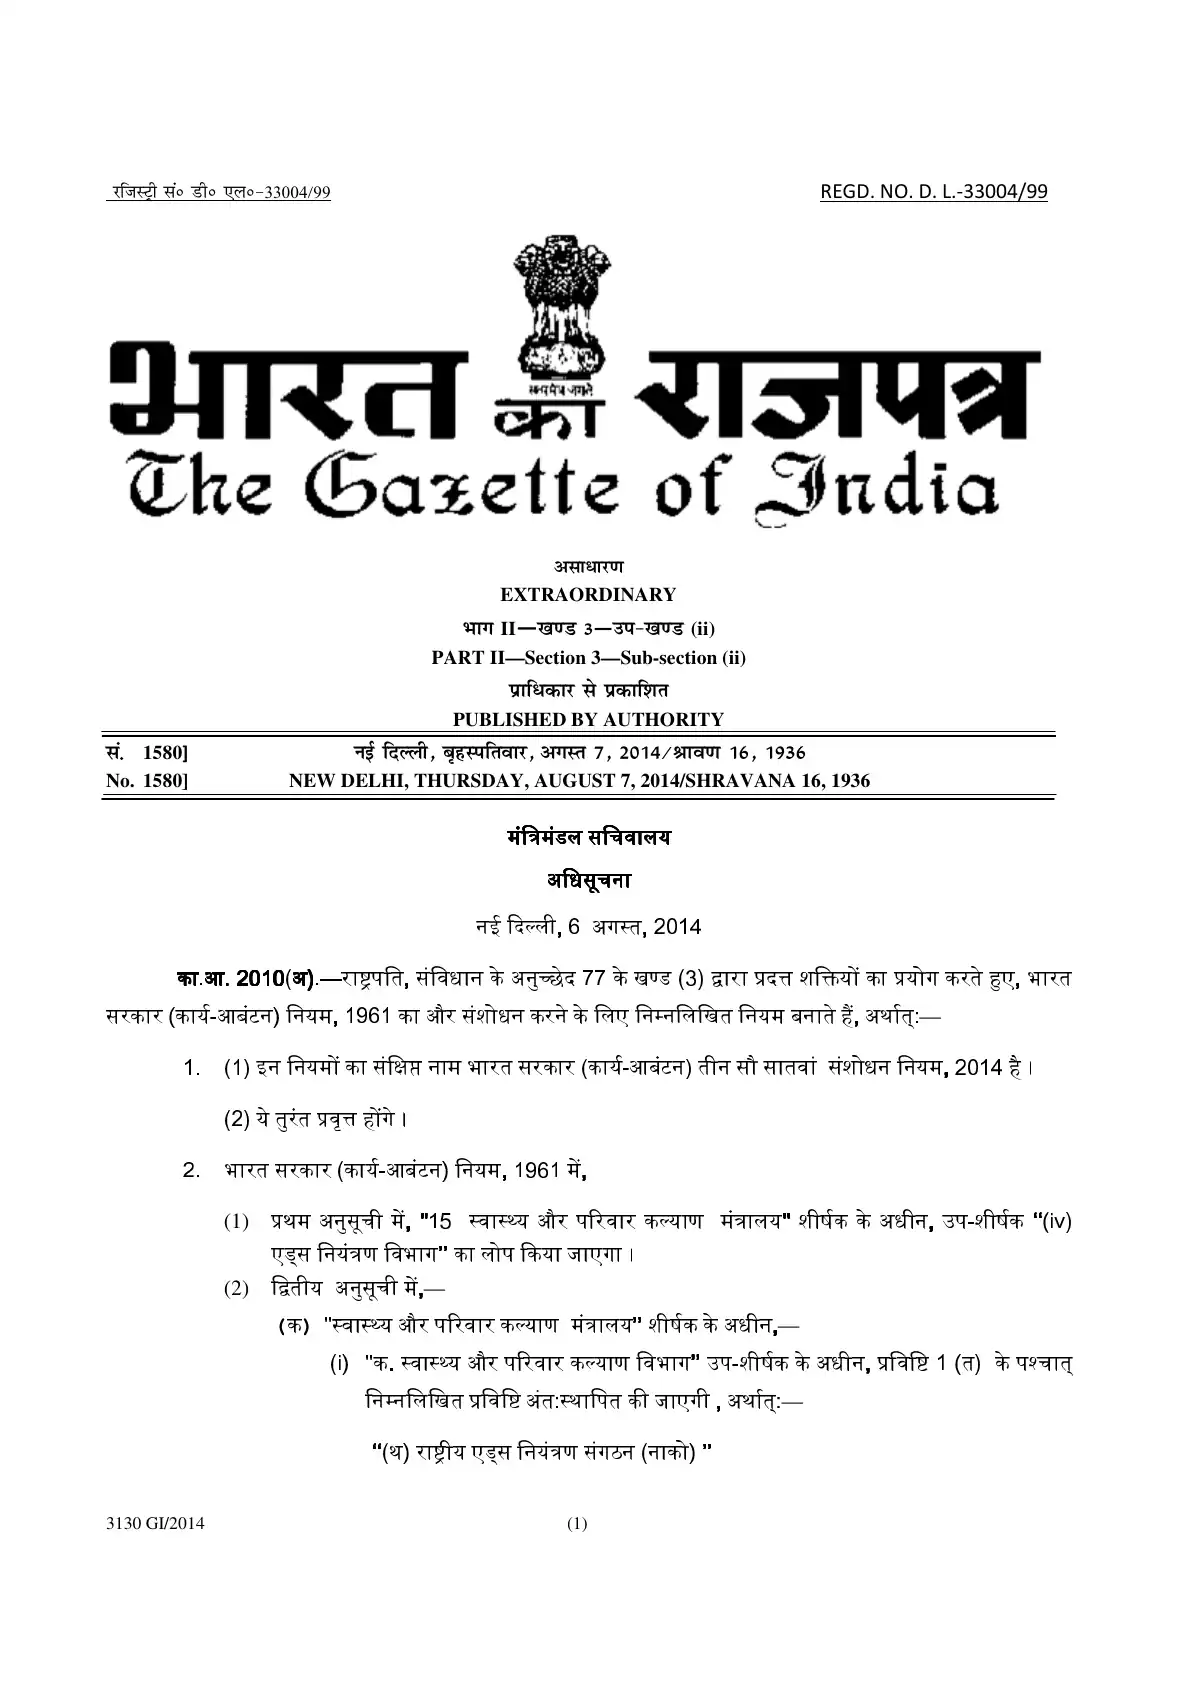 रजिस्ट्री सं० डी० एल०-33004/99
REGD. NO. D. L.-33004/99
सत्यमेव जयते
भारत का राजपत्र
The Gazette of India
असाधारण
EXTRAORDINARY
भाग II—खण्ड 3—उप-खण्ड (ii)
PART II—Section 3—Sub-section (ii)
प्राधिकार से प्रकाशित
PUBLISHED BY AUTHORITY
सं. 1580] नई दिल्ली, बृहस्पतिवार, अगस्त 7, 2014/श्रावण 16, 1936
No. 1580] NEW DELHI, THURSDAY, AUGUST 7, 2014/SHRAVANA 16, 1936
मंत्रिमंडल सचिवालय
अधिसूचना
नई दिल्ली, 6 अगस्त, 2014
का.आ. 2010(अ).—राष्ट्रपति, संविधान के अनुच्छेद 77 के खण्ड (3) द्वारा प्रदत्त शक्तियों का प्रयोग करते हुए, भारत
सरकार (कार्य-आबंटन) नियम, 1961 का और संशोधन करने के लिए निम्नलिखित नियम बनाते हैं, अर्थात्:—
1. (1) इन नियमों का संक्षिप्त नाम भारत सरकार (कार्य-आबंटन) तीन सौ सातवां संशोधन नियम, 2014 है ।
(2) ये तुरंत प्रवृत्त होंगे ।
2. भारत सरकार (कार्य-आबंटन) नियम, 1961 में,
(1) प्रथम अनुसूची में, "15 स्वास्थ्य और परिवार कल्याण मंत्रालय" शीर्षक के अधीन, उप-शीर्षक “(iv)
एड्स नियंत्रण विभाग” का लोप किया जाएगा ।
(2) द्वितीय अनुसूची में,—
(क) "स्वास्थ्य और परिवार कल्याण मंत्रालय” शीर्षक के अधीन,—
(i) "क. स्वास्थ्य और परिवार कल्याण विभाग” उप-शीर्षक के अधीन, प्रविष्टि 1 (त) के पश्चात्
निम्नलिखित प्रविष्टि अंत:स्थापित की जाएगी , अर्थात्:—
“(थ) राष्ट्रीय एड्स नियंत्रण संगठन (नाको) ”
3130 GI/2014 (1)